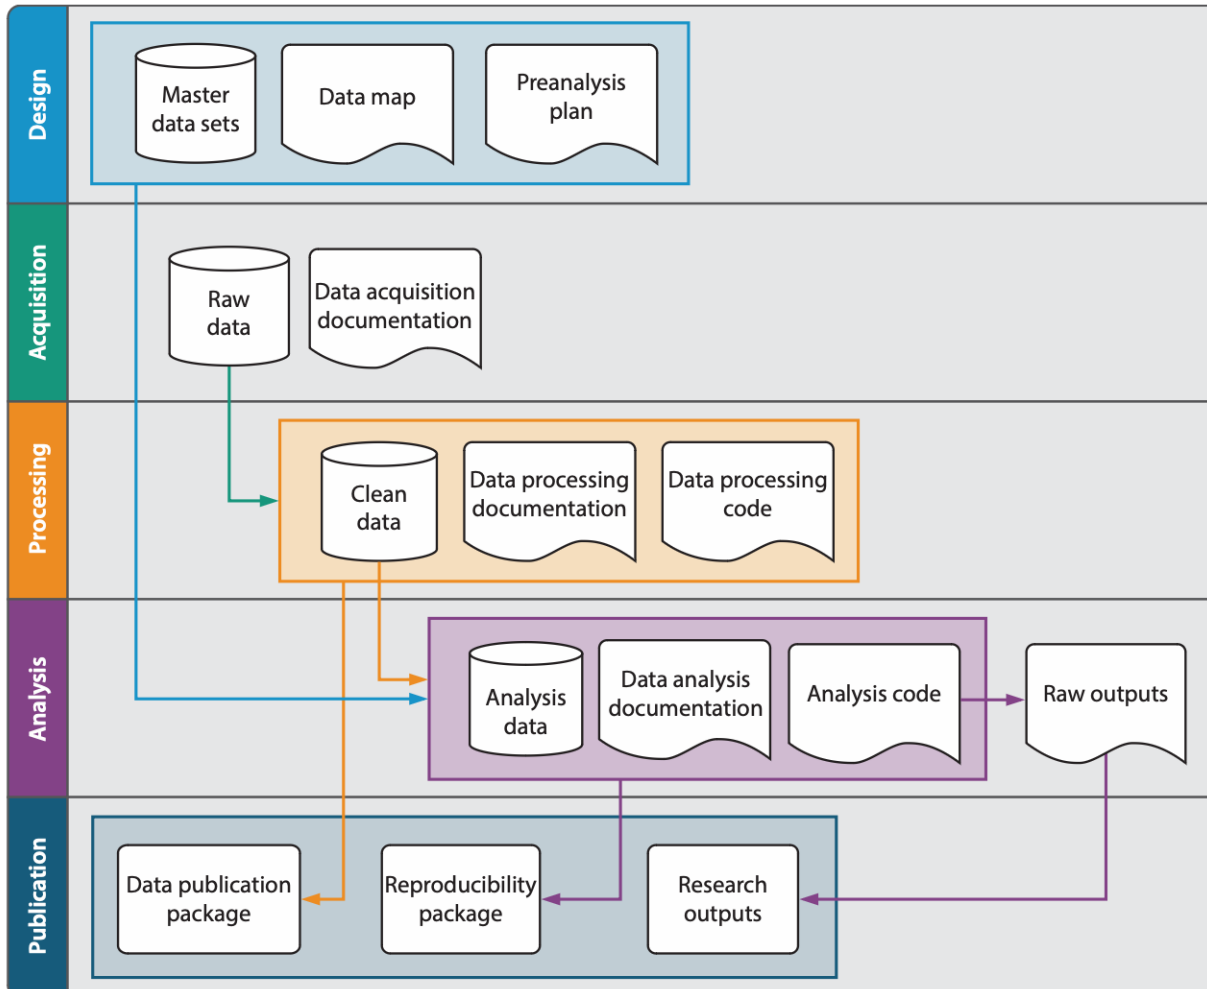 Design
Master
data sets
Data map
Preanalysis
plan
Acquisition
Raw
data
Data acquisition
documentation
Processing
Clean
data
Data processing
documentation
Data processing
code
Analysis
Analysis
data
Data analysis
documentation
Analysis code
Raw outputs
Publication
Data publication
package
Reproducibility
package
Research
outputs